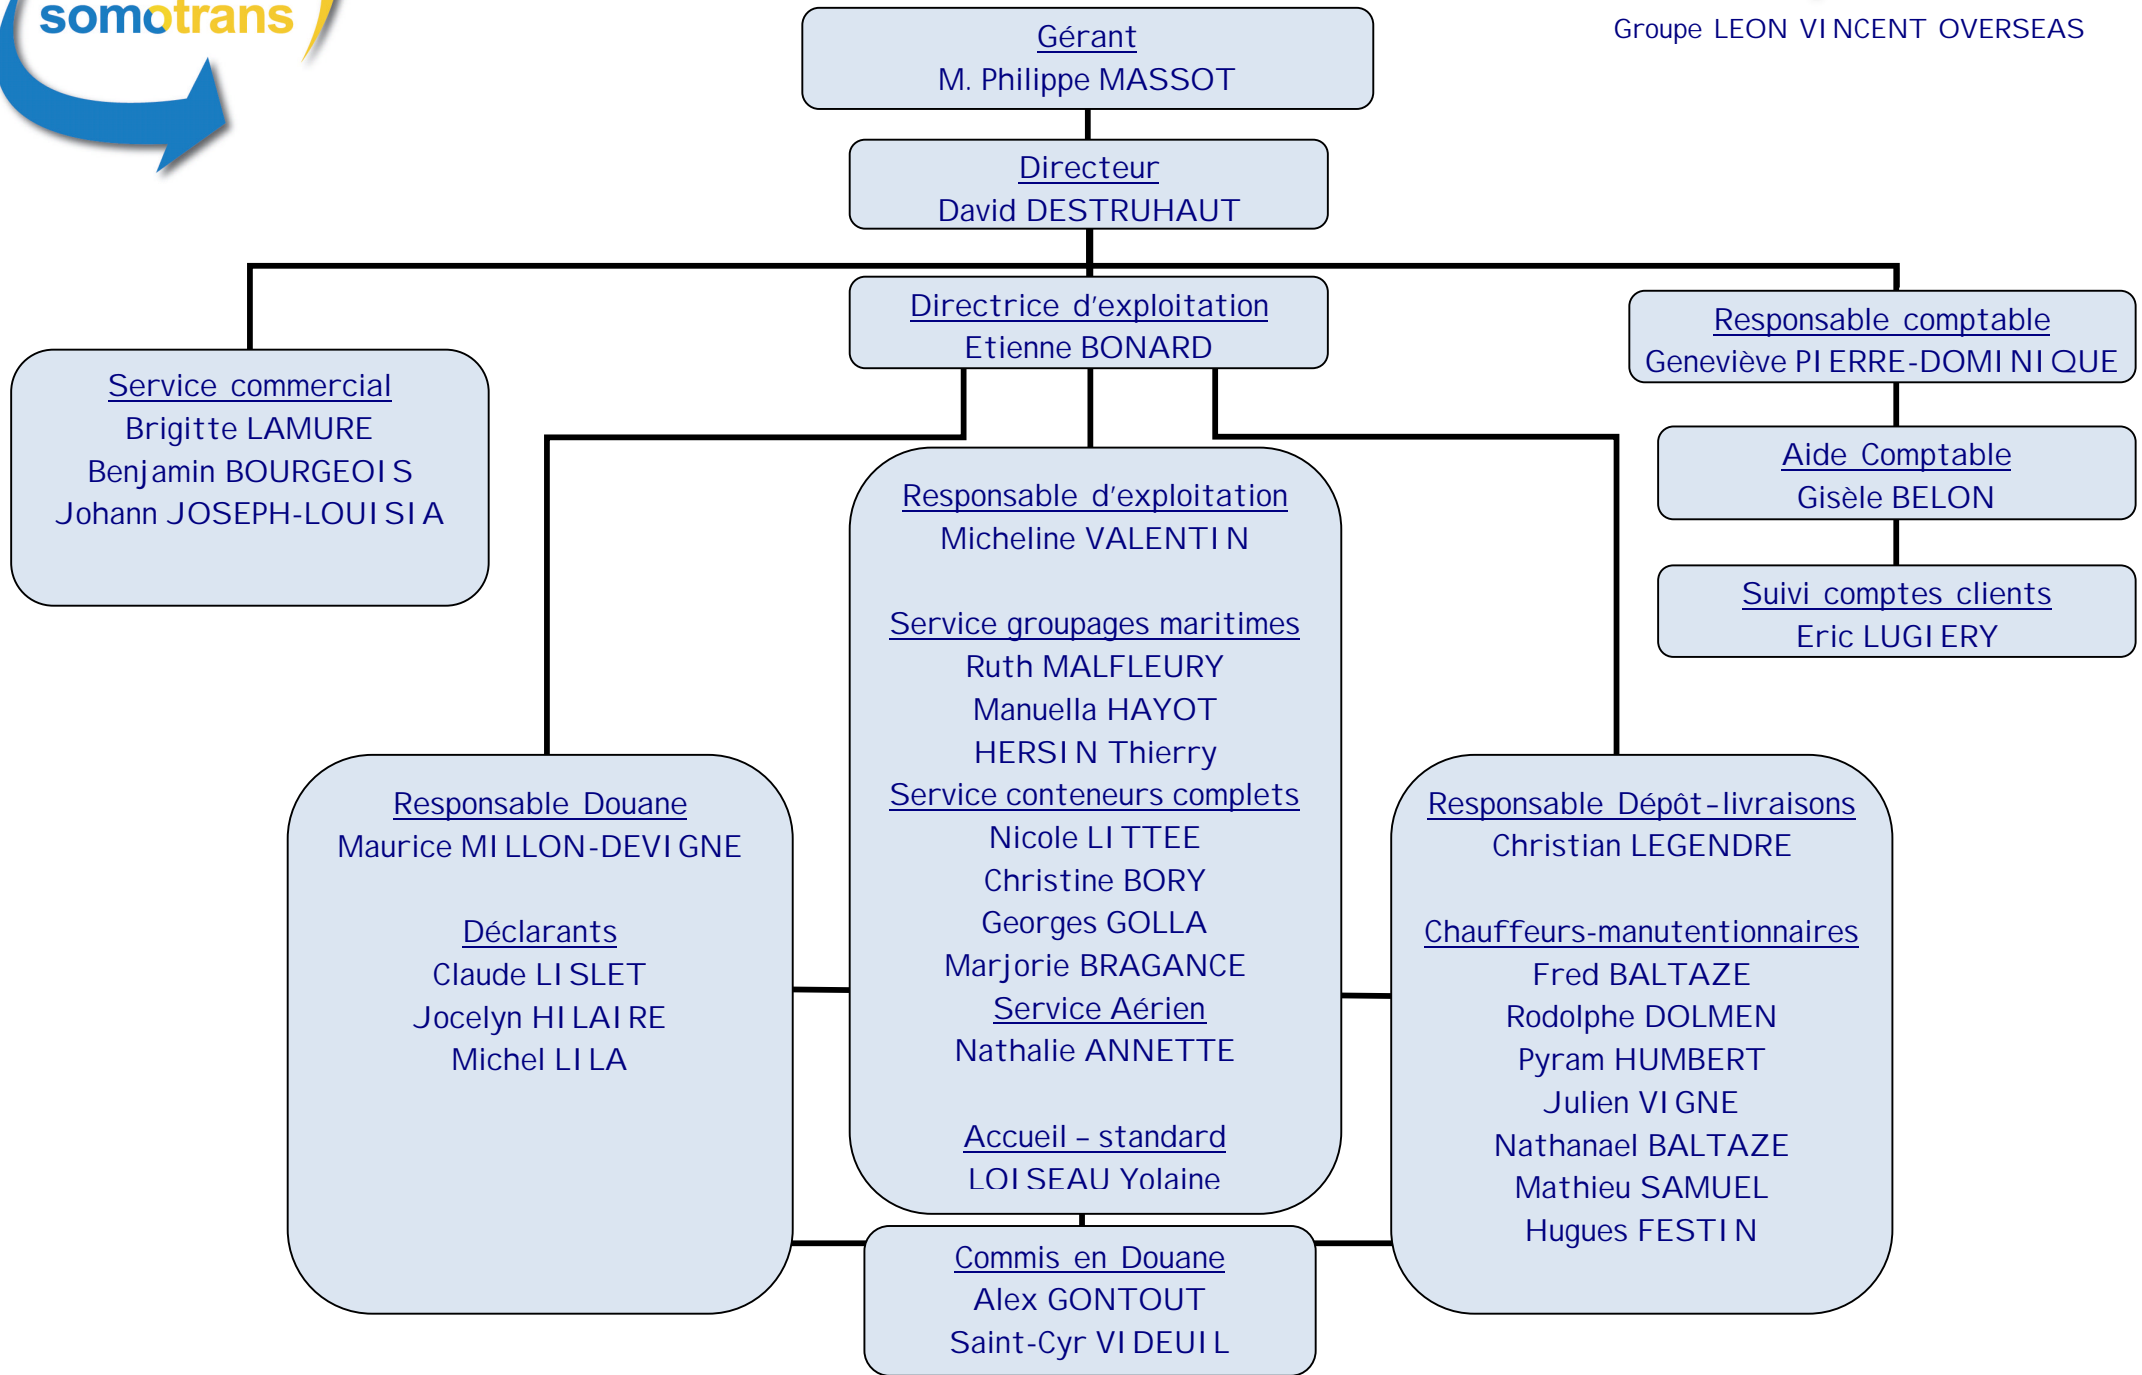 somotrans
Groupe LEON VINCENT OVERSEAS
Gérant
M. Philippe MASSOT
Directeur
David DESTRUHAUT
Directrice d'exploitation
Etienne BONARD
Responsable comptable
Geneviève PIERRE-DOMINIQUE
Service commercial
Brigitte LAMURE
Benjamin BOURGEOIS
Johann JOSEPH-LOUISIA
Aide Comptable
Gisèle BELON
Suivi comptes clients
Eric LUGIERY
Responsable d'exploitation
Micheline VALENTIN
Service groupages maritimes
Ruth MALFLEURY
Manuella HAYOT
HERSIN Thierry
Service conteneurs complets
Nicole LITTEE
Christine BORY
Georges GOLLA
Marjorie BRAGANCE
Service Aérien
Nathalie ANNETTE
Accueil – standard
LOISEAU Yolaine
Responsable Douane
Maurice MILLON-DEVIGNE
Déclarants
Claude LISLET
Jocelyn HILAIRE
Michel LILA
Responsable Dépôt-livraisons
Christian LEGENDRE
Chauffeurs-manutentionnaires
Fred BALTAZE
Rodolphe DOLMEN
Pyram HUMBERT
Julien VIGNE
Nathanael BALTAZE
Mathieu SAMUEL
Hugues FESTIN
Commis en Douane
Alex GONTOUT
Saint-Cyr VIDEUIL